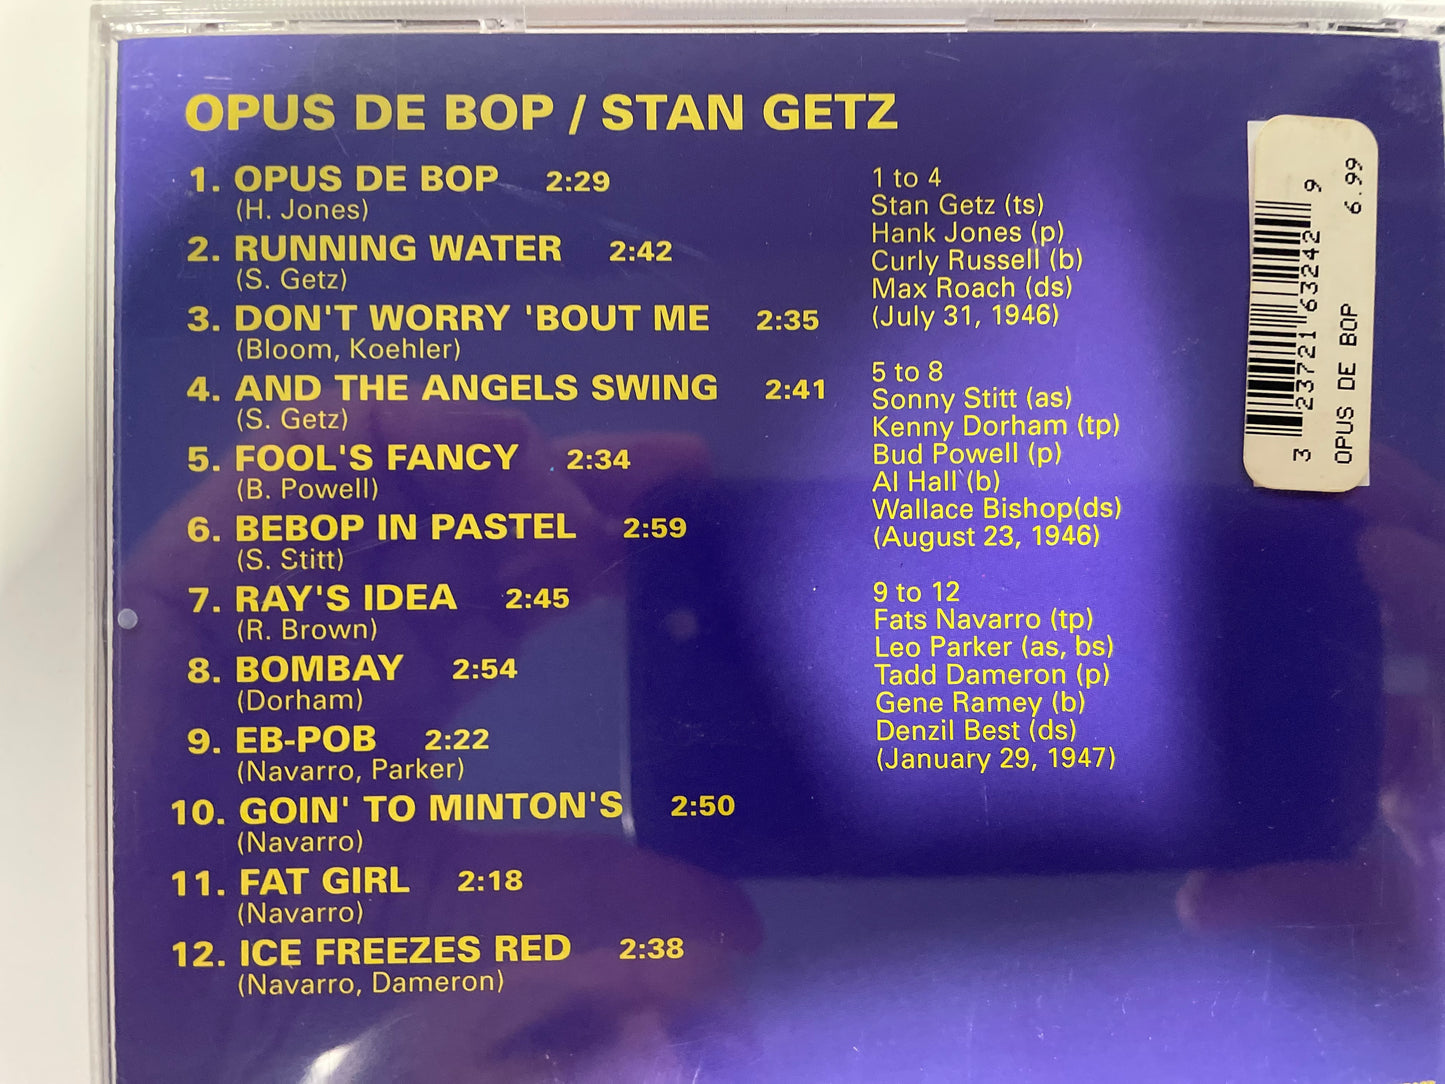 OPUS DE BOP / STAN GETZ
1. OPUS DE BOP 2:29
(H. Jones)
2. RUNNING WATER 2:42
(S. Getz)
3. DON'T WORRY 'BOUT ME 2:35
(Bloom, Koehler)
4. AND THE ANGELS SWING 2:41
(S. Getz)
5. FOOL'S FANCY 2:34
(B. Powell)
6. BEBOP IN PASTEL 2:59
(S. Stitt)
7. RAY'S IDEA 2:45
(R. Brown)
8. BOMBAY 2:54
(Dorham)
9. EB-POB 2:22
(Navarro, Parker)
10. GOIN' TO MINTON'S 2:50
(Navarro)
11. FAT GIRL 2:18
(Navarro)
12. ICE FREEZES RED 2:38
(Navarro, Dameron)
1 to 4
Stan Getz (ts)
Hank Jones (p)
Curly Russell (b)
Max Roach (ds)
(July 31, 1946)
5 to 8
Sonny Stitt (as)
Kenny Dorham (tp)
Bud Powell (p)
Al Hall (b)
Wallace Bishop(ds)
(August 23, 1946)
9 to 12
Fats Navarro (tp)
Leo Parker (as, bs)
Tadd Dameron (p)
Gene Ramey (b)
Denzil Best (ds)
(January 29, 1947)
3 23721 63242 9
OPUS DE BOP 6.99